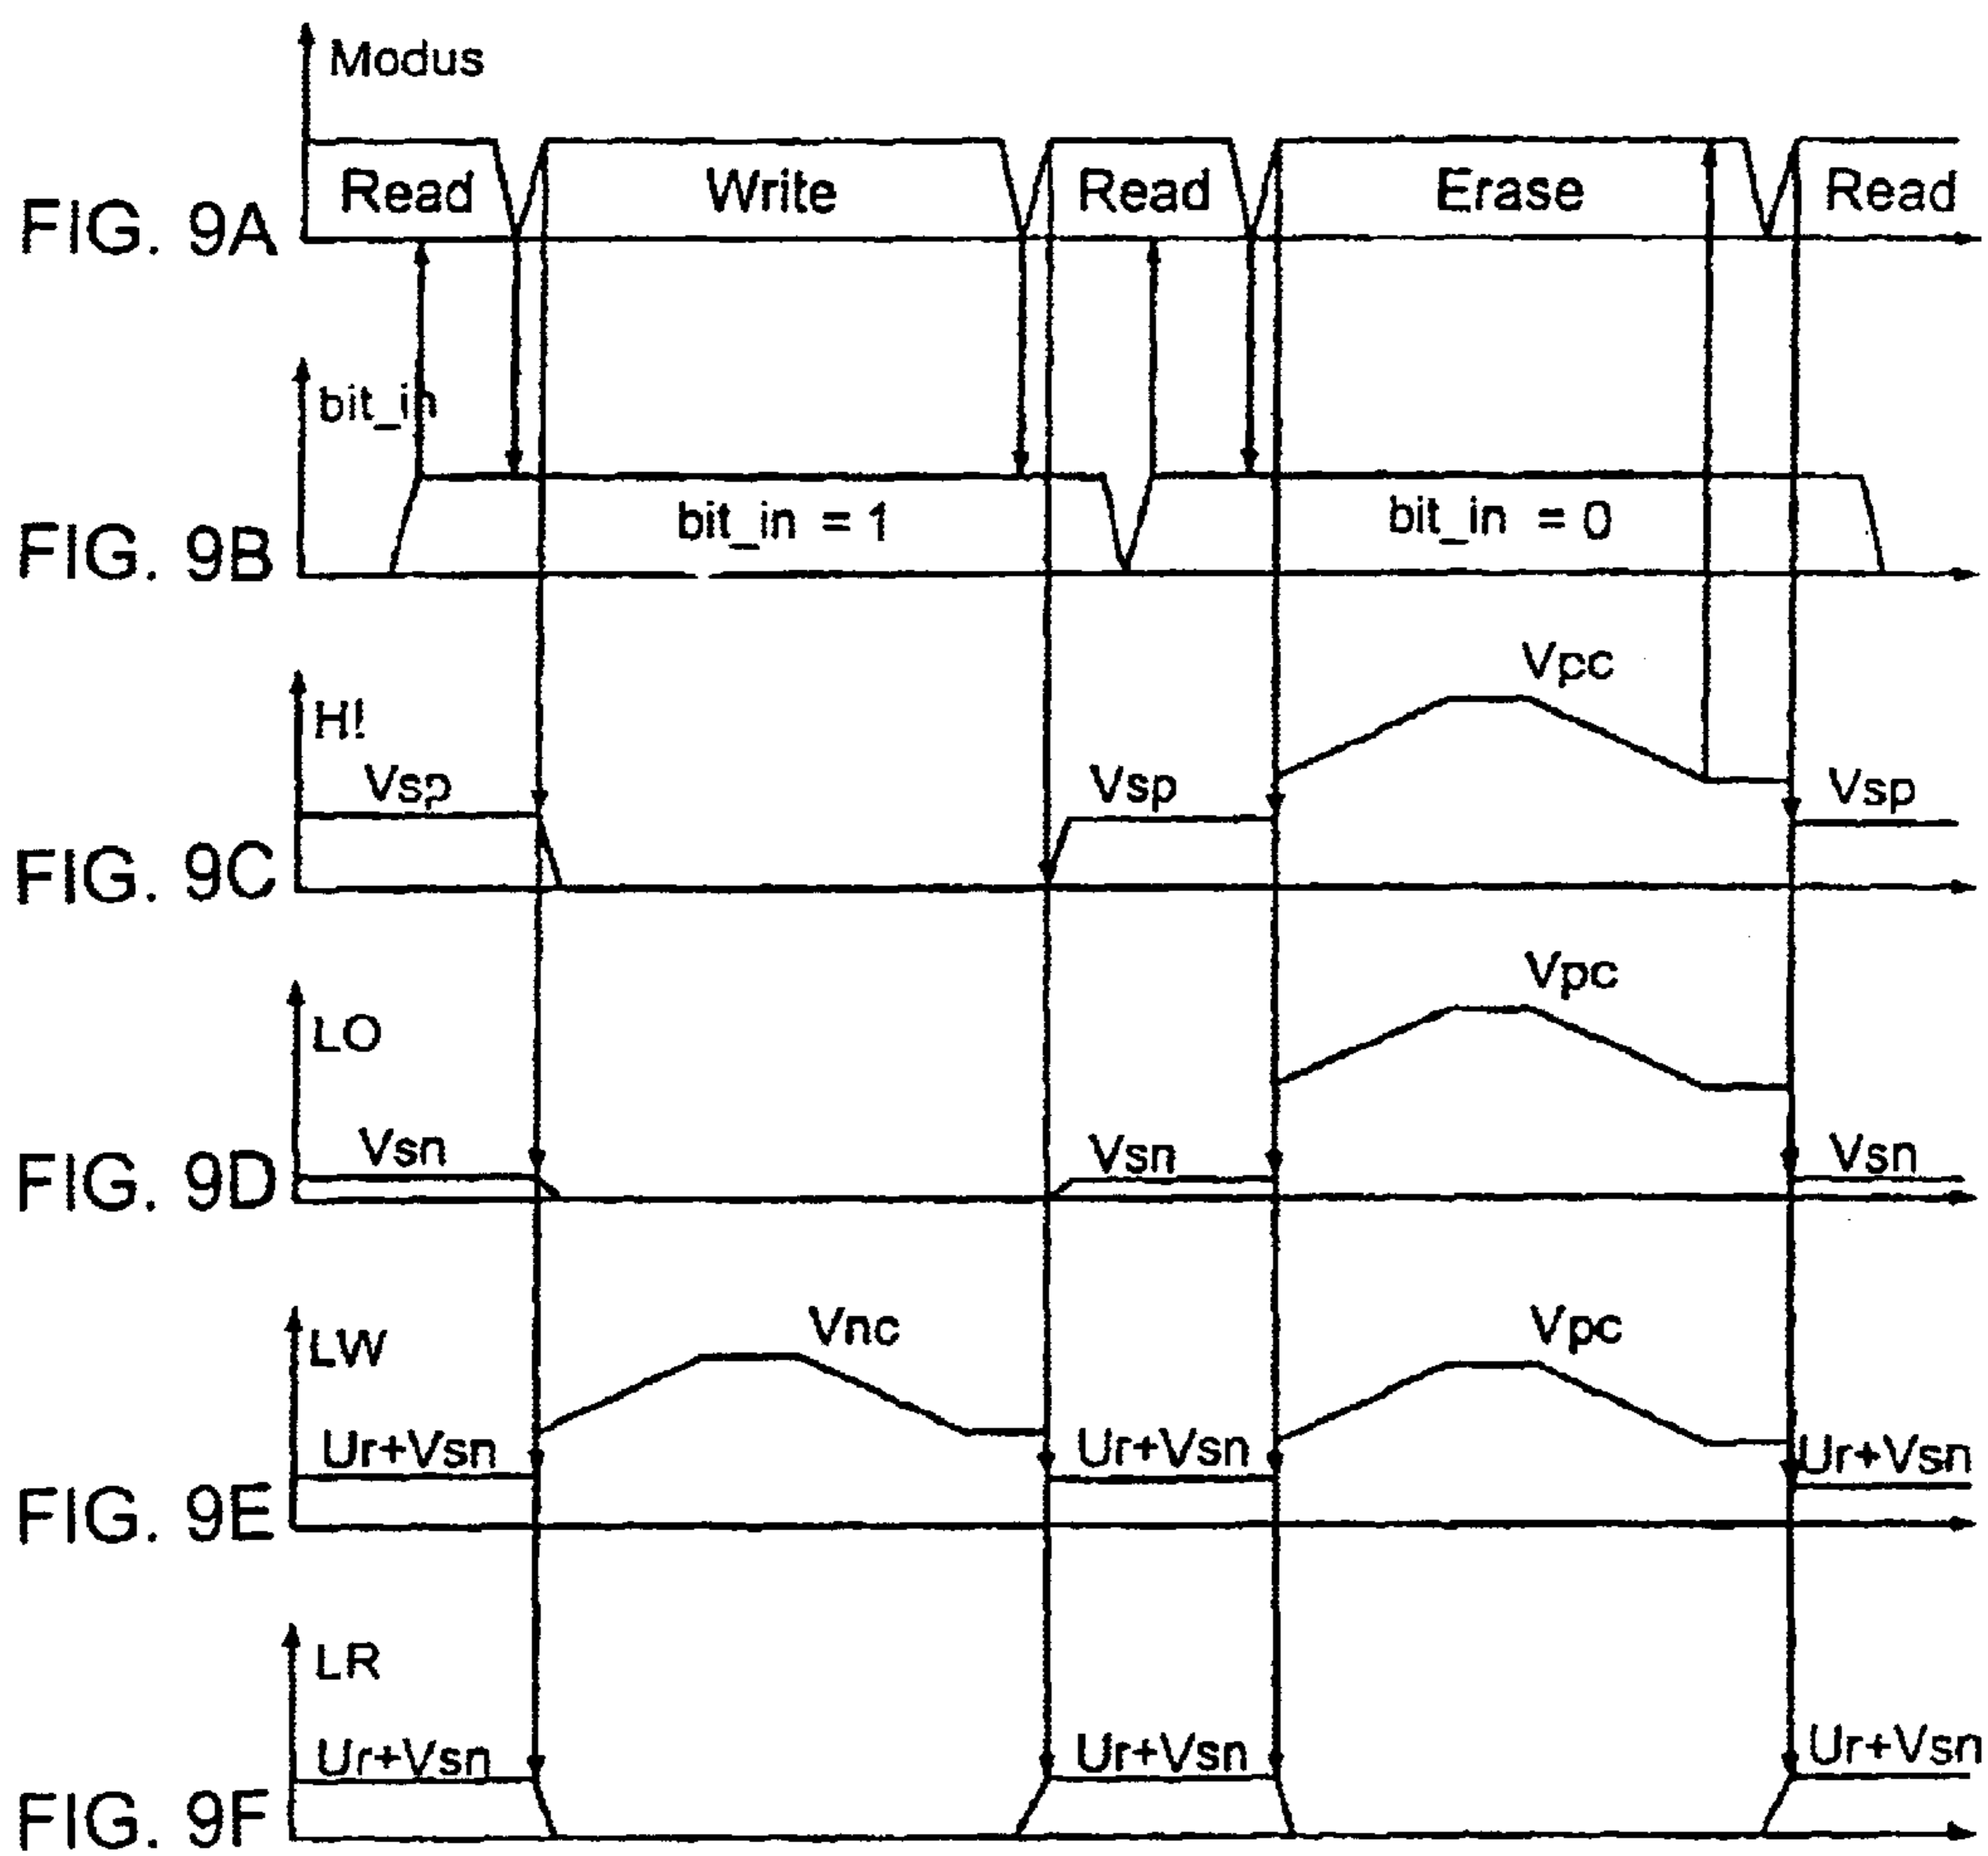 Modus
Read Write Read Erase Read
FIG. 9A
bit_in
bit_in = 1 bit_in = 0
FIG. 9B
Vpc
H!
Vsp Vsp Vsp
FIG. 9C
Vpc
LO
Vsn Vsn Vsn
FIG. 9D
Vnc Vpc
LW
Ur+Vsn Ur+Vsn Ur+Vsn
FIG. 9E
LR
Ur+Vsn Ur+Vsn Ur+Vsn
FIG. 9F